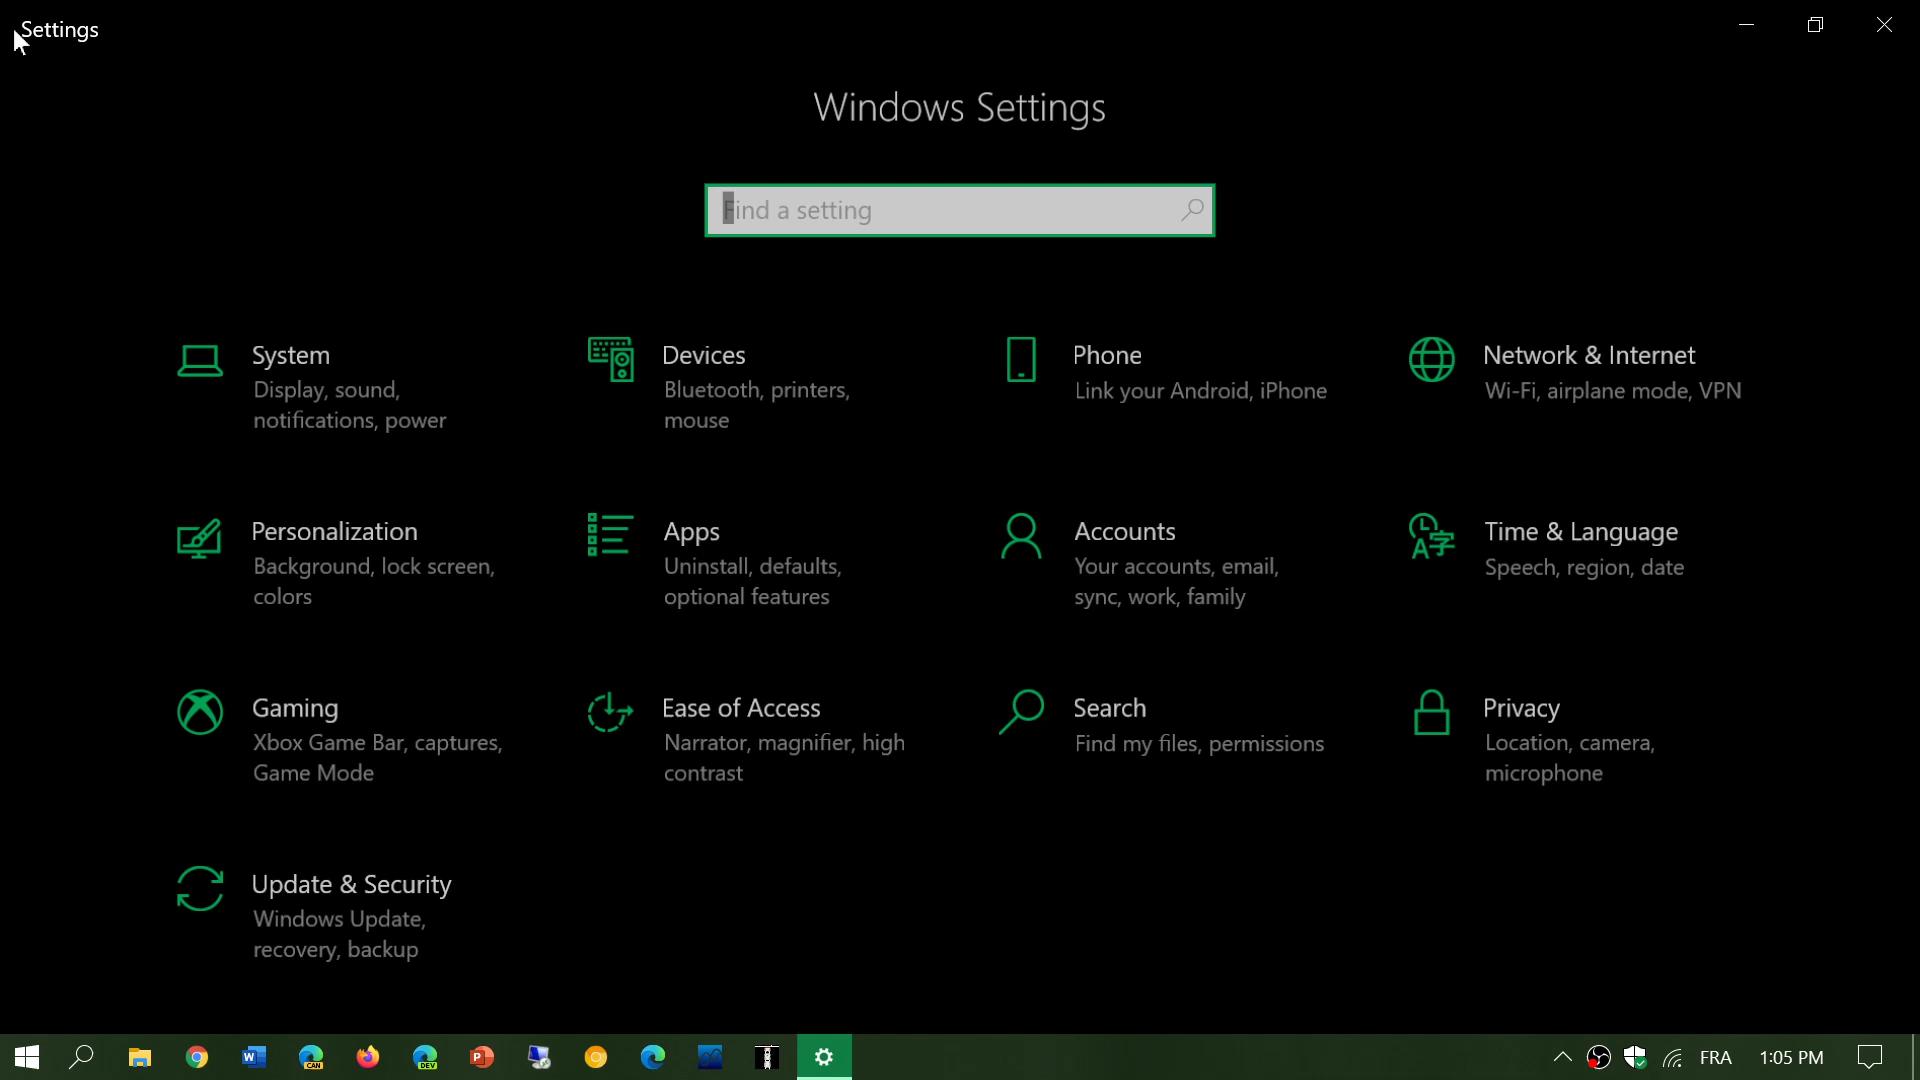 Settings
Windows Settings
Find a setting
System
Display, sound,
notifications, power
Devices
Bluetooth, printers,
mouse
Phone
Link your Android, iPhone
Network & Internet
Wi-Fi, airplane mode, VPN
Personalization
Background, lock screen,
colors
Apps
Uninstall, defaults,
optional features
Accounts
Your accounts, email,
sync, work, family
Time & Language
Speech, region, date
Gaming
Xbox Game Bar, captures,
Game Mode
Ease of Access
Narrator, magnifier, high
contrast
Search
Find my files, permissions
Privacy
Location, camera,
microphone
Update & Security
Windows Update,
recovery, backup
CAN
DEV
FRA
1:05 PM